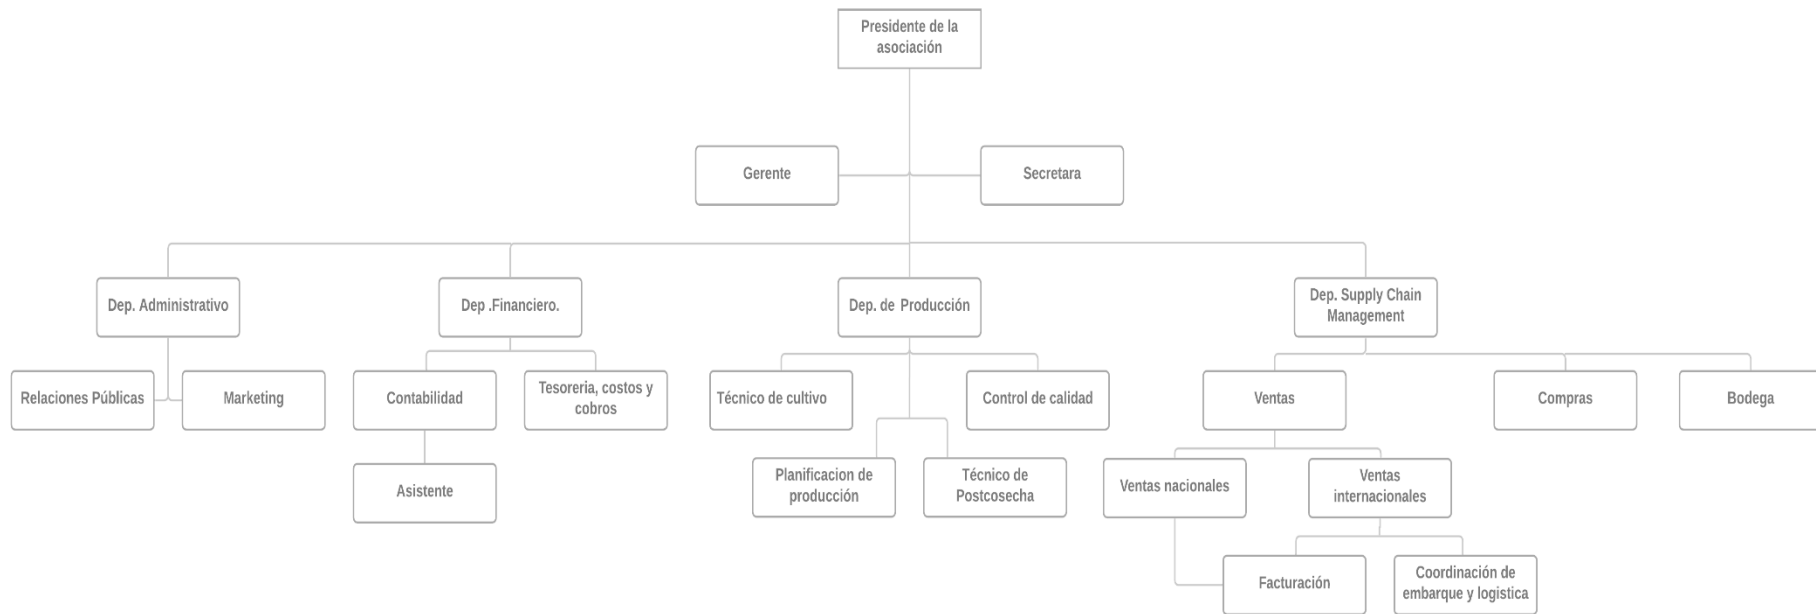 Presidente de la
asociación
Gerente
Secretara
Dep. Administrativo
Dep .Financiero.
Dep. de Producción
Dep. Supply Chain
Management
Relaciones Públicas
Marketing
Contabilidad
Tesoreria, costos y
cobros
Técnico de cultivo
Control de calidad
Ventas
Compras
Bodega
Asistente
Planificacion de
producción
Técnico de
Postcosecha
Ventas nacionales
Ventas
internacionales
Facturación
Coordinación de
embarque y logistica